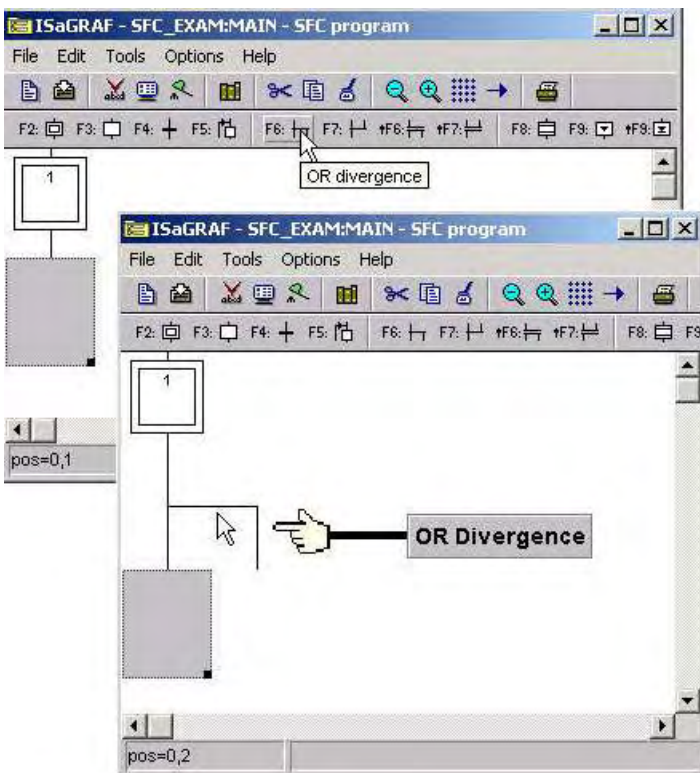 ISaGRAF - SFC_EXAM:MAIN - SFC program
File Edit Tools Options Help
F2: F3: F4: F5: F6: F7: ↑F6: ↑F7: F8: F9: ↑F9:
OR divergence
1
pos=0,1
ISaGRAF - SFC_EXAM:MAIN - SFC program
File Edit Tools Options Help
F2: F3: F4: F5: F6: F7: ↑F6: ↑F7: F8: F9
1
OR Divergence
pos=0,2